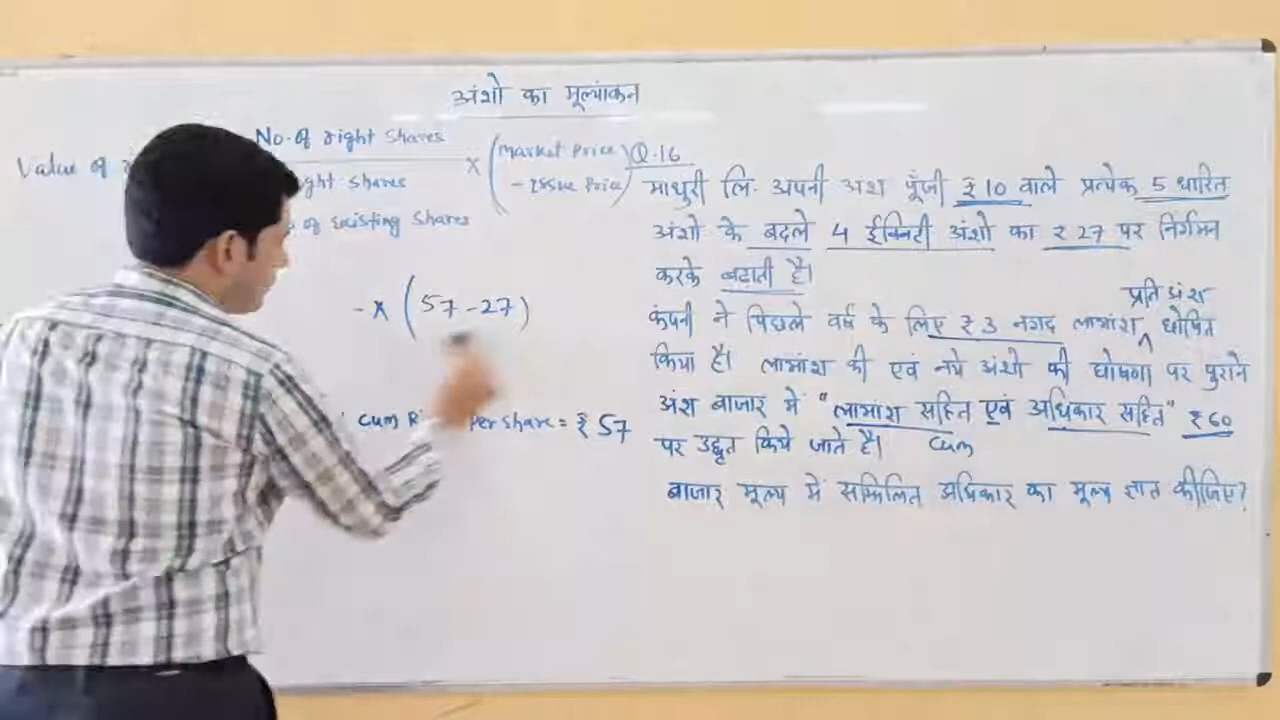 अंशो का मूल्यांकन
Value of
No. of right shares
ght shares
of Existing shares
× (Market Price - Issue Price)
- × (57-27)
cum R
Per share = ₹ 57
Q.16
माधुरी लि. अपनी अंश पूँजी ₹ 10 वाले प्रत्येक 5 धारित
अंशो के बदले 4 ईक्विटी अंशो का ₹ 27 पर निर्गमन
करके बढाती है।
प्रति अंश
कंपनी ने पिछले वर्ष के लिए ₹ 3 नगद लाभांश ^ घोषित
किया है। लाभांश की एवं नये अंशो की घोषणा पर पुराने
अंश बाजार में "लाभांश सहित एवं अधिकार सहित" ₹ 60
पर उद्धृत किये जाते है। Cum
बाजार मूल्य में सम्मिलित अधिकार का मूल्य ज्ञात कीजिए?